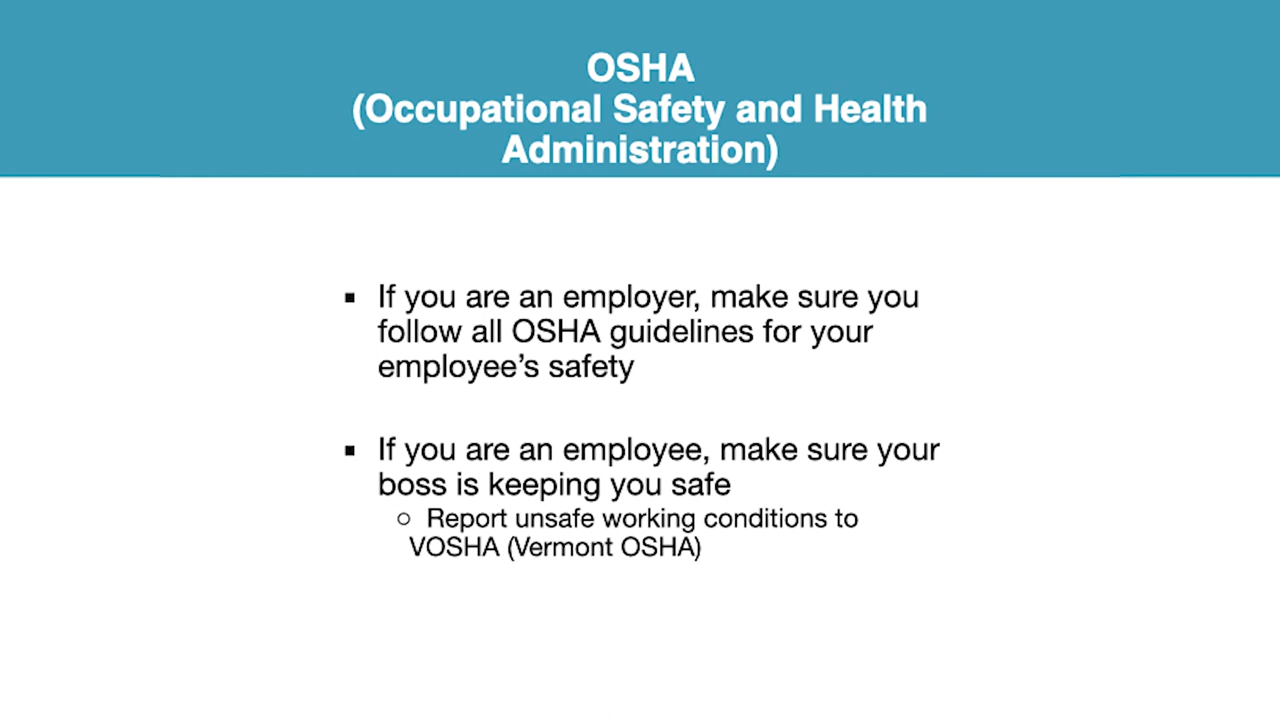 OSHA
(Occupational Safety and Health
Administration)
▪ If you are an employer, make sure you
follow all OSHA guidelines for your
employee’s safety
▪ If you are an employee, make sure your
boss is keeping you safe
○ Report unsafe working conditions to
VOSHA (Vermont OSHA)